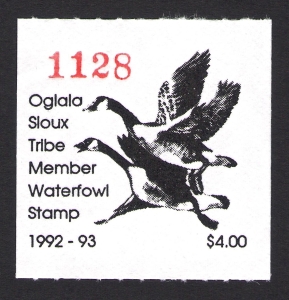 1128
Oglala
Sioux
Tribe
Member
Waterfowl
Stamp
1992 - 93 $4.00